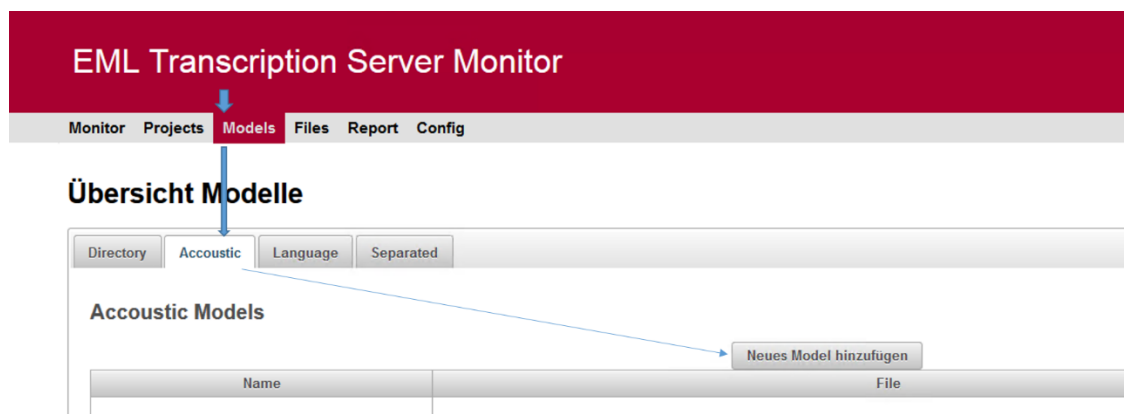 EML Transcription Server Monitor
Monitor Projects Models Files Report Config
Übersicht Modelle
Directory Accoustic Language Separated
Accoustic Models
Neues Model hinzufügen
Name File